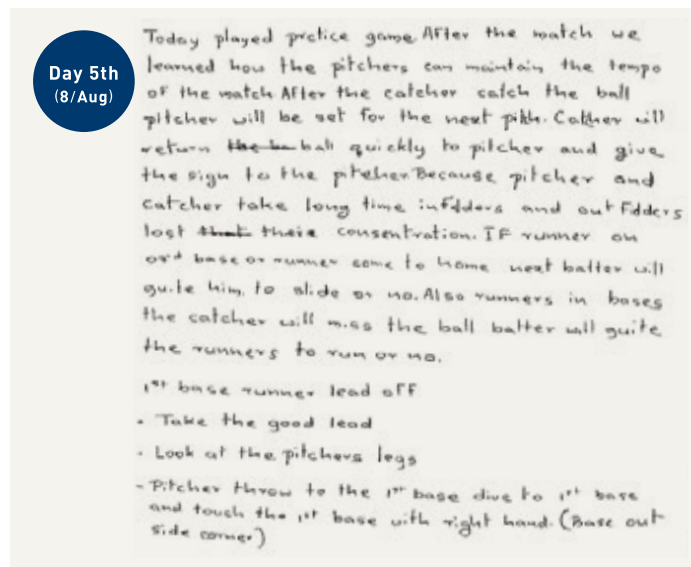 Day 5th
(8/Aug)
Today played prctice game After the match we
learned how the pitchers can maintain the tempo
of the match After the catcher catch the ball
pitcher will be set for the next pith. Cather will
return the ba ball quickly to pitcher and give
the sign to the pitcher. Because pitcher and
catcher take long time infidders and out fidders
lost that their consentration. IF runner on
ord base or runner come to home next batter will
guite him, to slide or no. Also runners in bases
the catcher will miss the ball batter will guite
the runners to run or no.
1st base runner lead off
- Take the good lead
- Look at the pitchers legs
- Pitcher throw to the 1st base dive to 1st base
and touch the 1st base with right hand. (Base out
side corner)